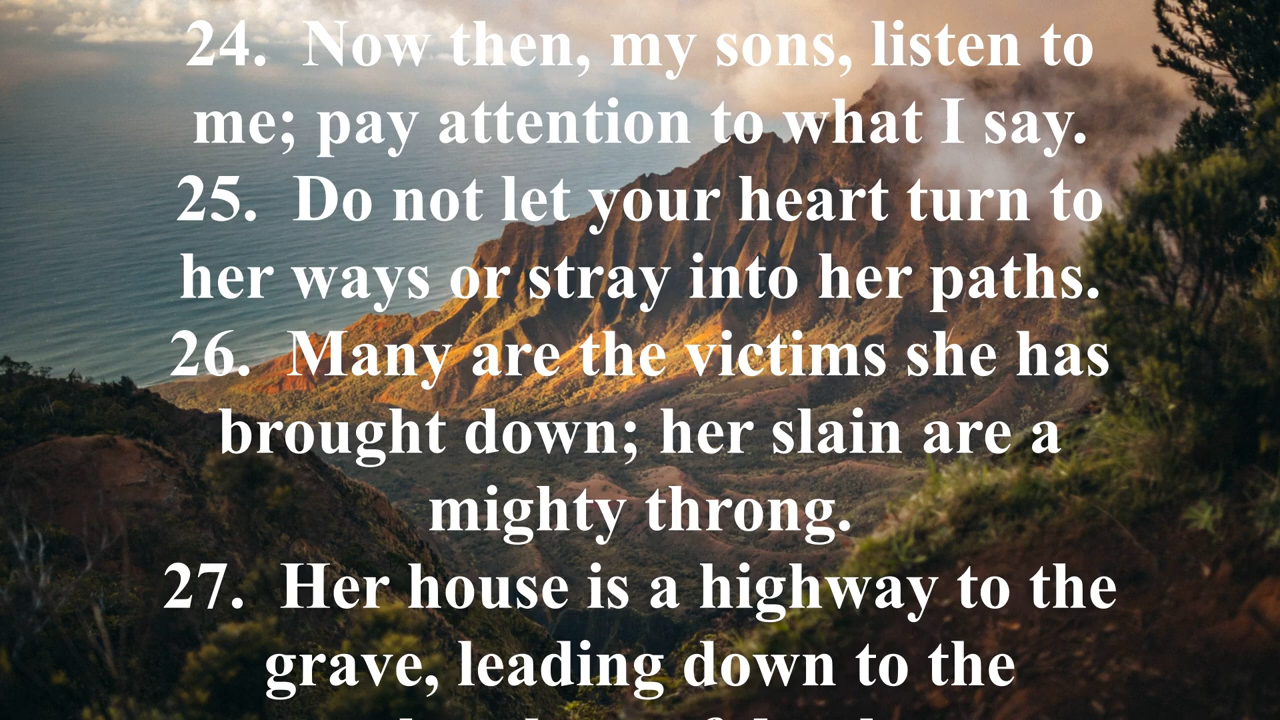 24. Now then, my sons, listen to
me; pay attention to what I say.
25. Do not let your heart turn to
her ways or stray into her paths.
26. Many are the victims she has
brought down; her slain are a
mighty throng.
27. Her house is a highway to the
grave, leading down to the